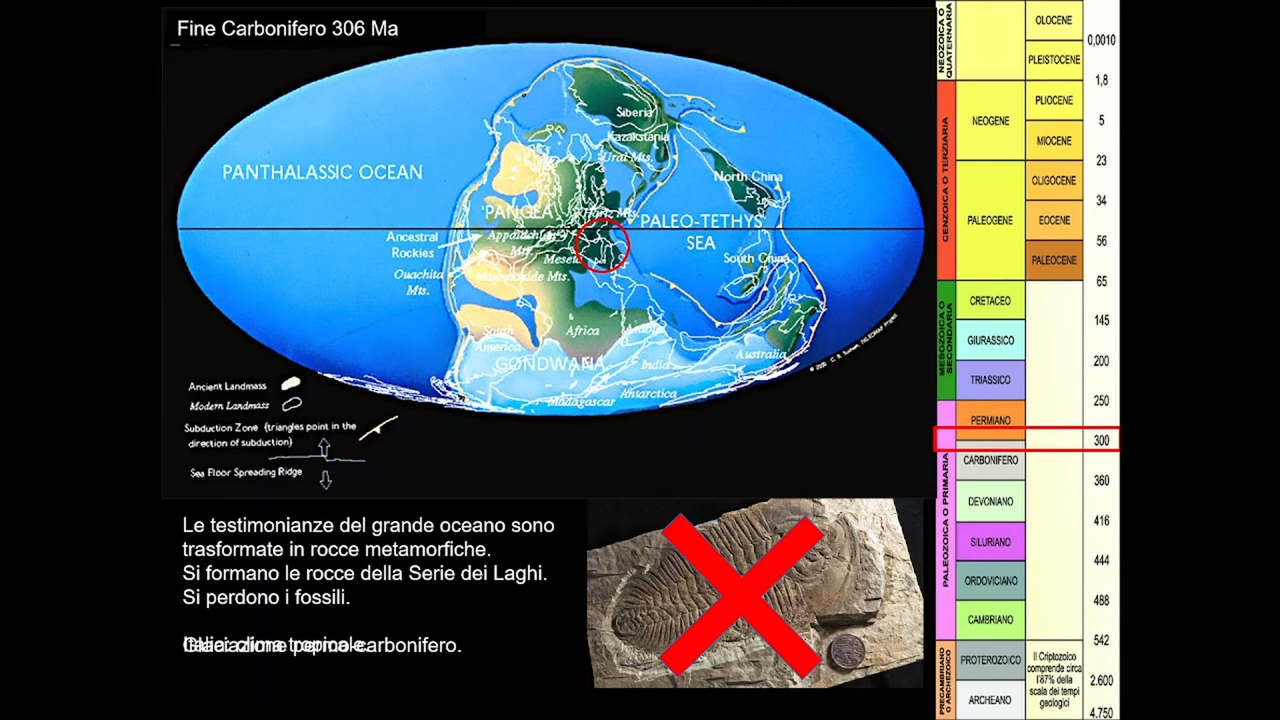 Fine Carbonifero 306 Ma
PANTHALASSIC OCEAN
Siberia
Kazakstania
Ural Mts.
North China
PANGEA
PALEO-TETHYS
SEA
Ancestral
Rockies
Ouachita
Mts.
South China
South
America
Africa
GONDWANA
India
Australia
Antarctica
Madagascar
Ancient Landmass
Modern Landmass
Subduction Zone (triangles point in the
direction of subduction)
Sea Floor Spreading Ridge
Le testimonianze del grande oceano sono
trasformate in rocce metamorfiche.
Si formano le rocce della Serie dei Laghi.
Si perdono i fossili.
NEOZOICA O
QUATERNARIA
OLOCENE
0,0010
PLEISTOCENE
1,8
CENZOICA O TERZIARIA
NEOGENE
PLIOCENE
5
MIOCENE
23
PALEOGENE
OLIGOCENE
34
EOCENE
56
PALEOCENE
65
MESOZOICA O
SECONDARIA
CRETACEO
145
GIURASSICO
200
TRIASSICO
250
PALEOZOICA O PRIMARIA
PERMIANO
300
CARBONIFERO
360
DEVONIANO
416
SILURIANO
444
ORDOVICIANO
488
CAMBRIANO
542
PRECAMBRIANO
O ARCHEZOICO
PROTEROZOICO
Il Criptozoico
comprende circa
l'87% della
scala dei tempi
geologici
2.600
ARCHEANO
4.750